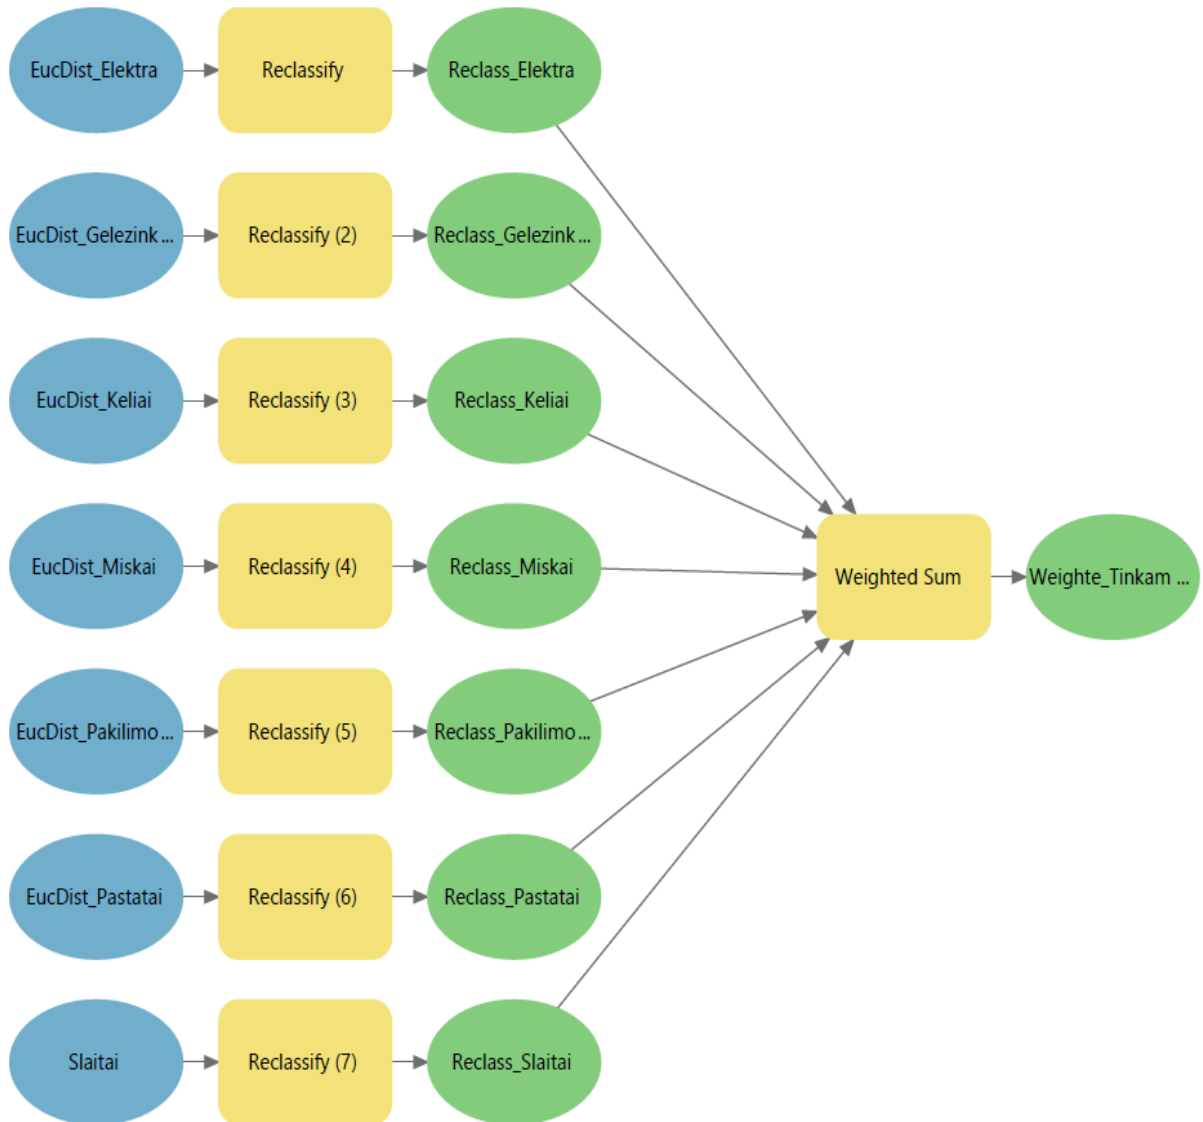 EucDist_Elektra Reclassify Reclass_Elektra
EucDist_Gelezink ... Reclassify (2) Reclass_Gelezink ...
EucDist_Keliai Reclassify (3) Reclass_Keliai
EucDist_Miskai Reclassify (4) Reclass_Miskai
Weighted Sum Weighte_Tinkam ...
EucDist_Pakilimo ... Reclassify (5) Reclass_Pakilimo ...
EucDist_Pastatai Reclassify (6) Reclass_Pastatai
Slaitai Reclassify (7) Reclass_Slaitai